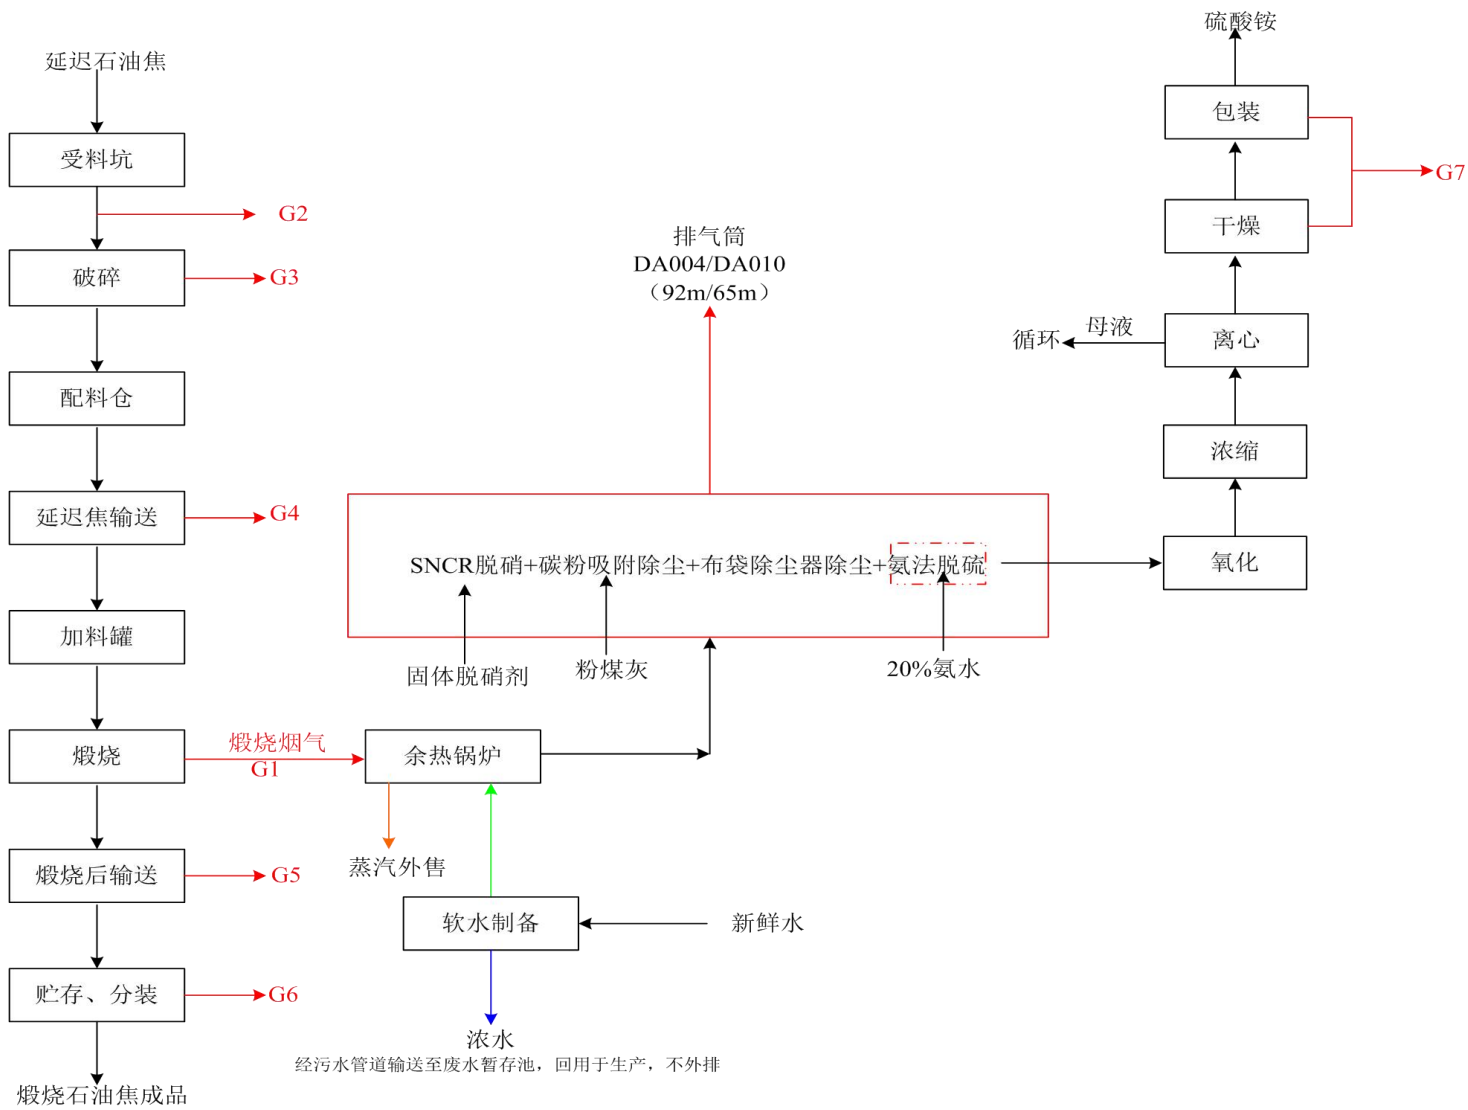 延迟石油焦
受料坑
G2
破碎
G3
配料仓
延迟焦输送
G4
加料罐
煅烧
煅烧烟气
G1
煅烧后输送
G5
贮存、分装
G6
煅烧石油焦成品
排气筒
DA004/DA010
（92m/65m）
SNCR脱硝+碳粉吸附除尘+布袋除尘器除尘+氨法脱硫
固体脱硝剂
粉煤灰
20%氨水
余热锅炉
蒸汽外售
软水制备
新鲜水
浓水
经污水管道输送至废水暂存池，回用于生产，不外排
硫酸铵
包装
G7
干燥
循环
母液
离心
浓缩
氧化